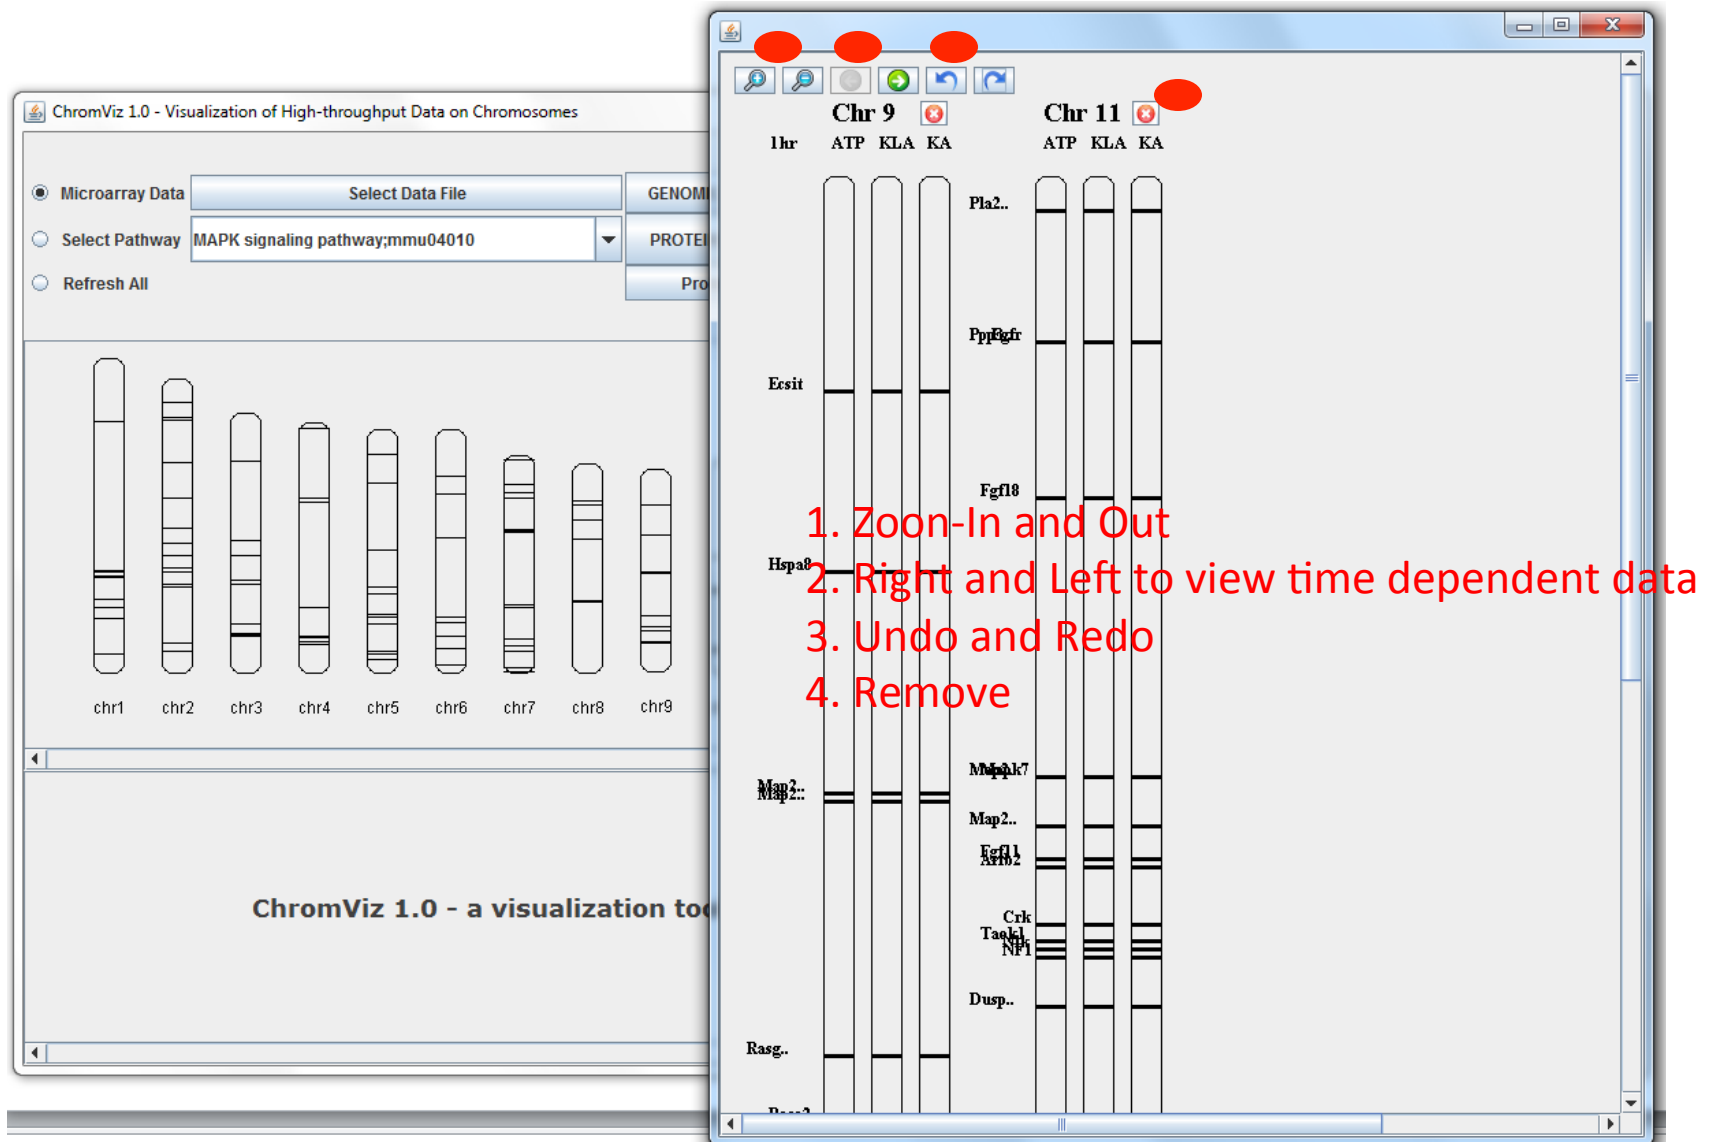 ChromViz 1.0 - Visualization of High-throughput Data on Chromosomes
Microarray Data
Select Data File
Select Pathway
MAPK signaling pathway;mmu04010
Refresh All
chr1 chr2 chr3 chr4 chr5 chr6 chr7 chr8 chr9
ChromViz 1.0 - a visualization
Chr 9 Chr 11
1hr ATP KLA KA ATP KLA KA
Pla2..
Ecsit
Fgf18
Hspa8
1. Zoon-In and Out
2. Right and Left to view time dependent data
3. Undo and Redo
4. Remove
Map2..
Map2..
Map2..
Crk
Taok1
NF1
Dusp..
Rasg..